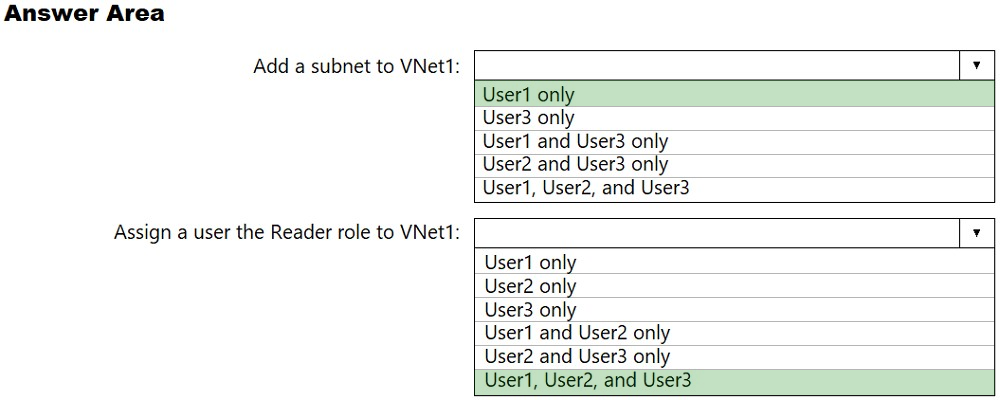 Answer Area
Add a subnet to VNet1:
User1 only
User3 only
User1 and User3 only
User2 and User3 only
User1, User2, and User3
Assign a user the Reader role to VNet1:
User1 only
User2 only
User3 only
User1 and User2 only
User2 and User3 only
User1, User2, and User3